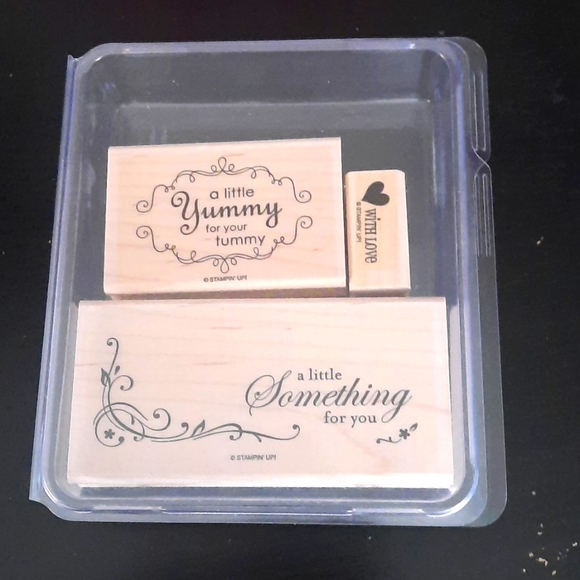 a little
Yummy
for your
tummy
© STAMPIN' UP!
with love
© STAMPIN' UP!
a little
Something
for you
© STAMPIN' UP!